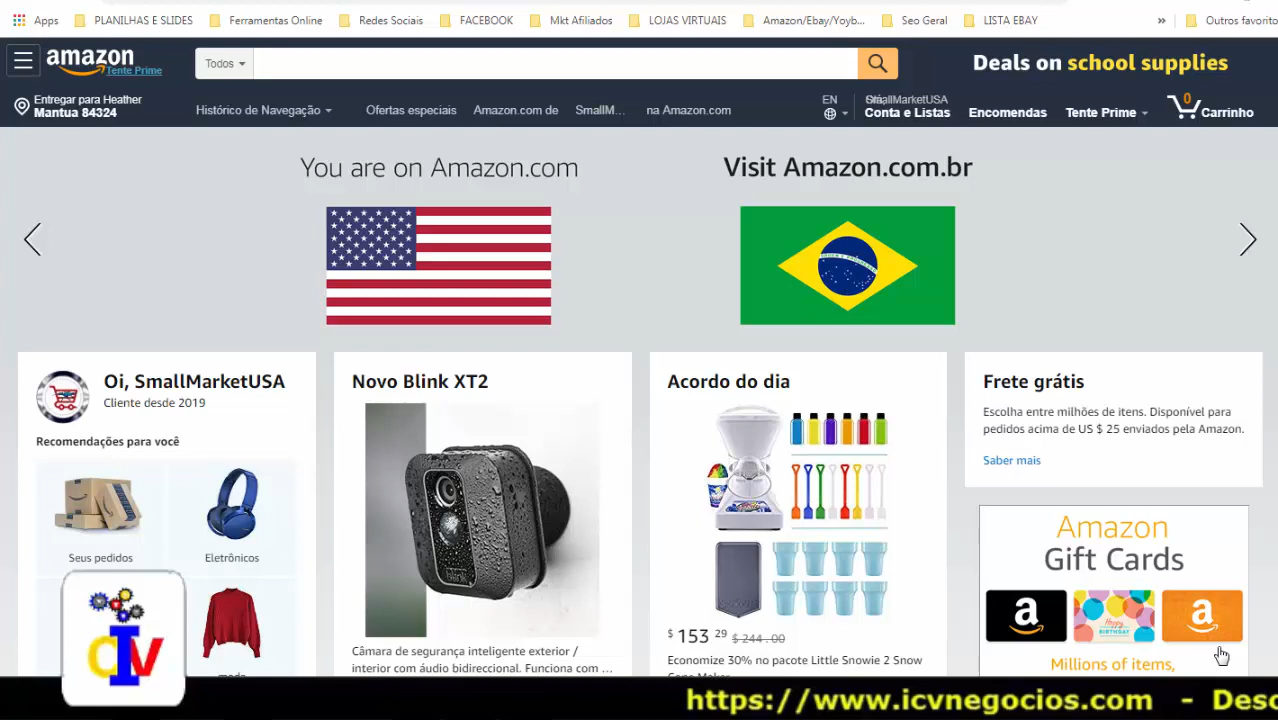 Apps PLANILHAS E SLIDES Ferramentas Online Redes Sociais FACEBOOK Mkt Afiliados LOJAS VIRTUAIS Amazon/Ebay/Yoyb... Seo Geral LISTA EBAY » Outros favorito
amazon
Tente Prime
Todos
Deals on school supplies
Entregar para Heather
Mantua 84324
Histórico de Navegação
Ofertas especiais
Amazon.com de
SmallM...
na Amazon.com
EN
SmallMarketUSA
Conta e Listas
Encomendas
Tente Prime
0
Carrinho
You are on Amazon.com
Visit Amazon.com.br
Oi, SmallMarketUSA
Cliente desde 2019
Recomendações para você
Seus pedidos
Eletrônicos
moda
Novo Blink XT2
blink
Câmara de segurança inteligente exterior /
interior com áudio bidireccional. Funciona com ...
Acordo do dia
$ 153 29 $ 244 .00
Economize 30% no pacote Little Snowie 2 Snow
Frete grátis
Escolha entre milhões de itens. Disponível para
pedidos acima de US $ 25 enviados pela Amazon.
Saber mais
Amazon
Gift Cards
a
HAPPY BIRTHDAY
a
Millions of items,
cIv
https://www.icvnegocios.com - Desc